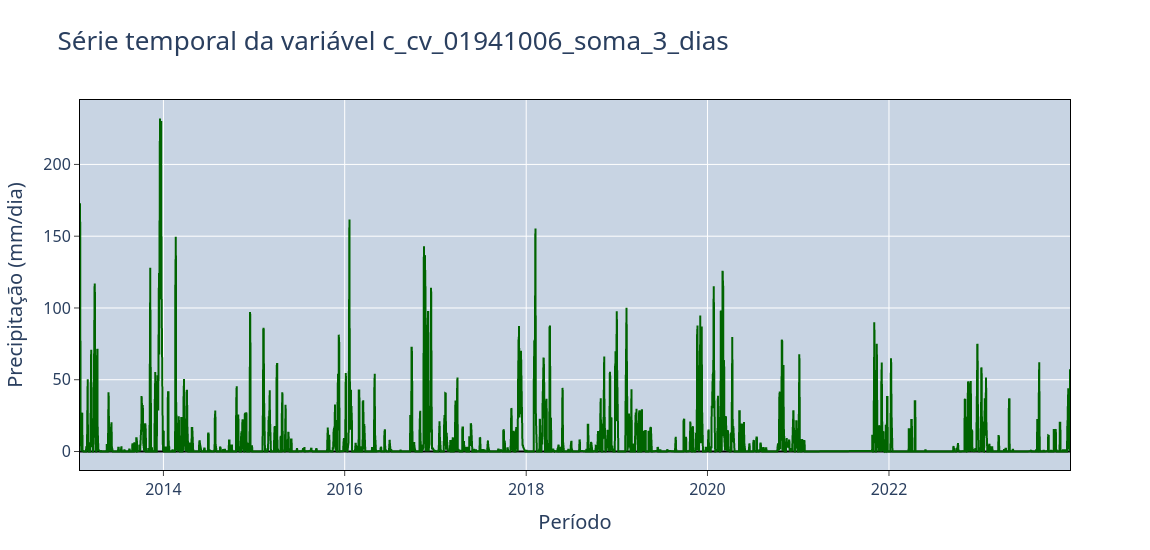 Série temporal da variável c_cv_01941006_soma_3_dias
Precipitação (mm/dia)
200
150
100
50
0
2014 2016 2018 2020 2022
Período